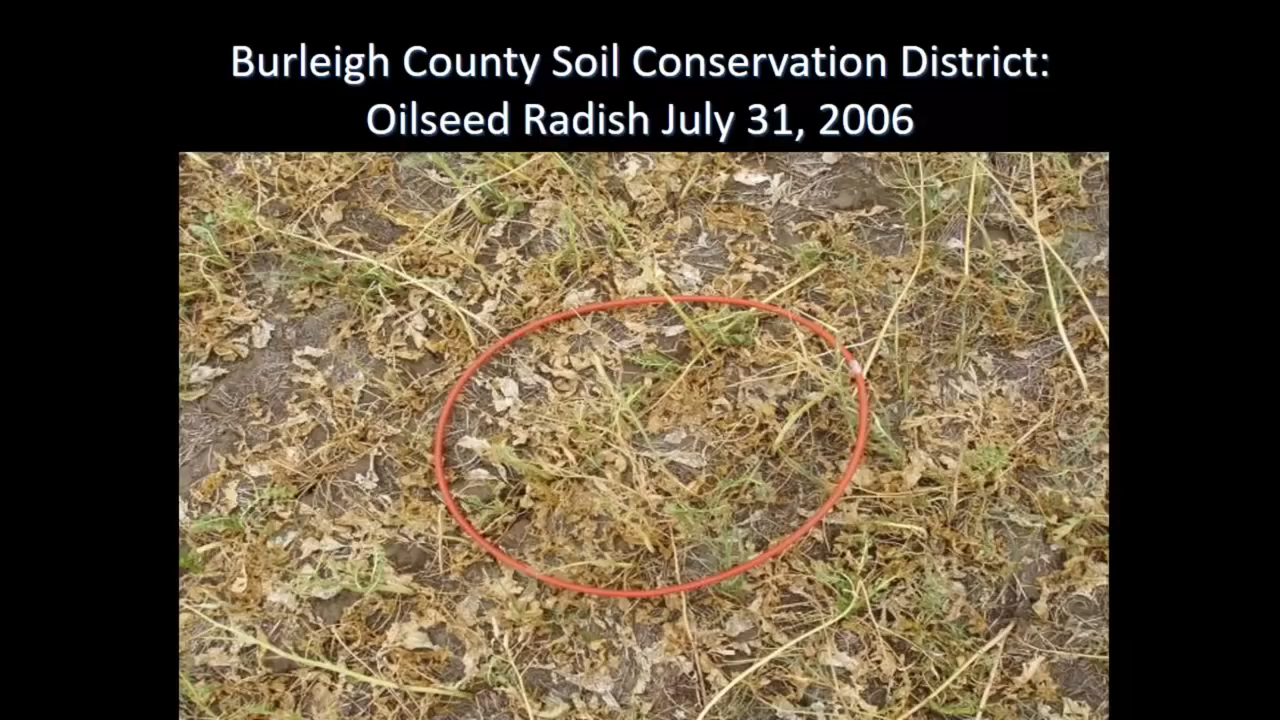 Burleigh County Soil Conservation District:
Oilseed Radish July 31, 2006